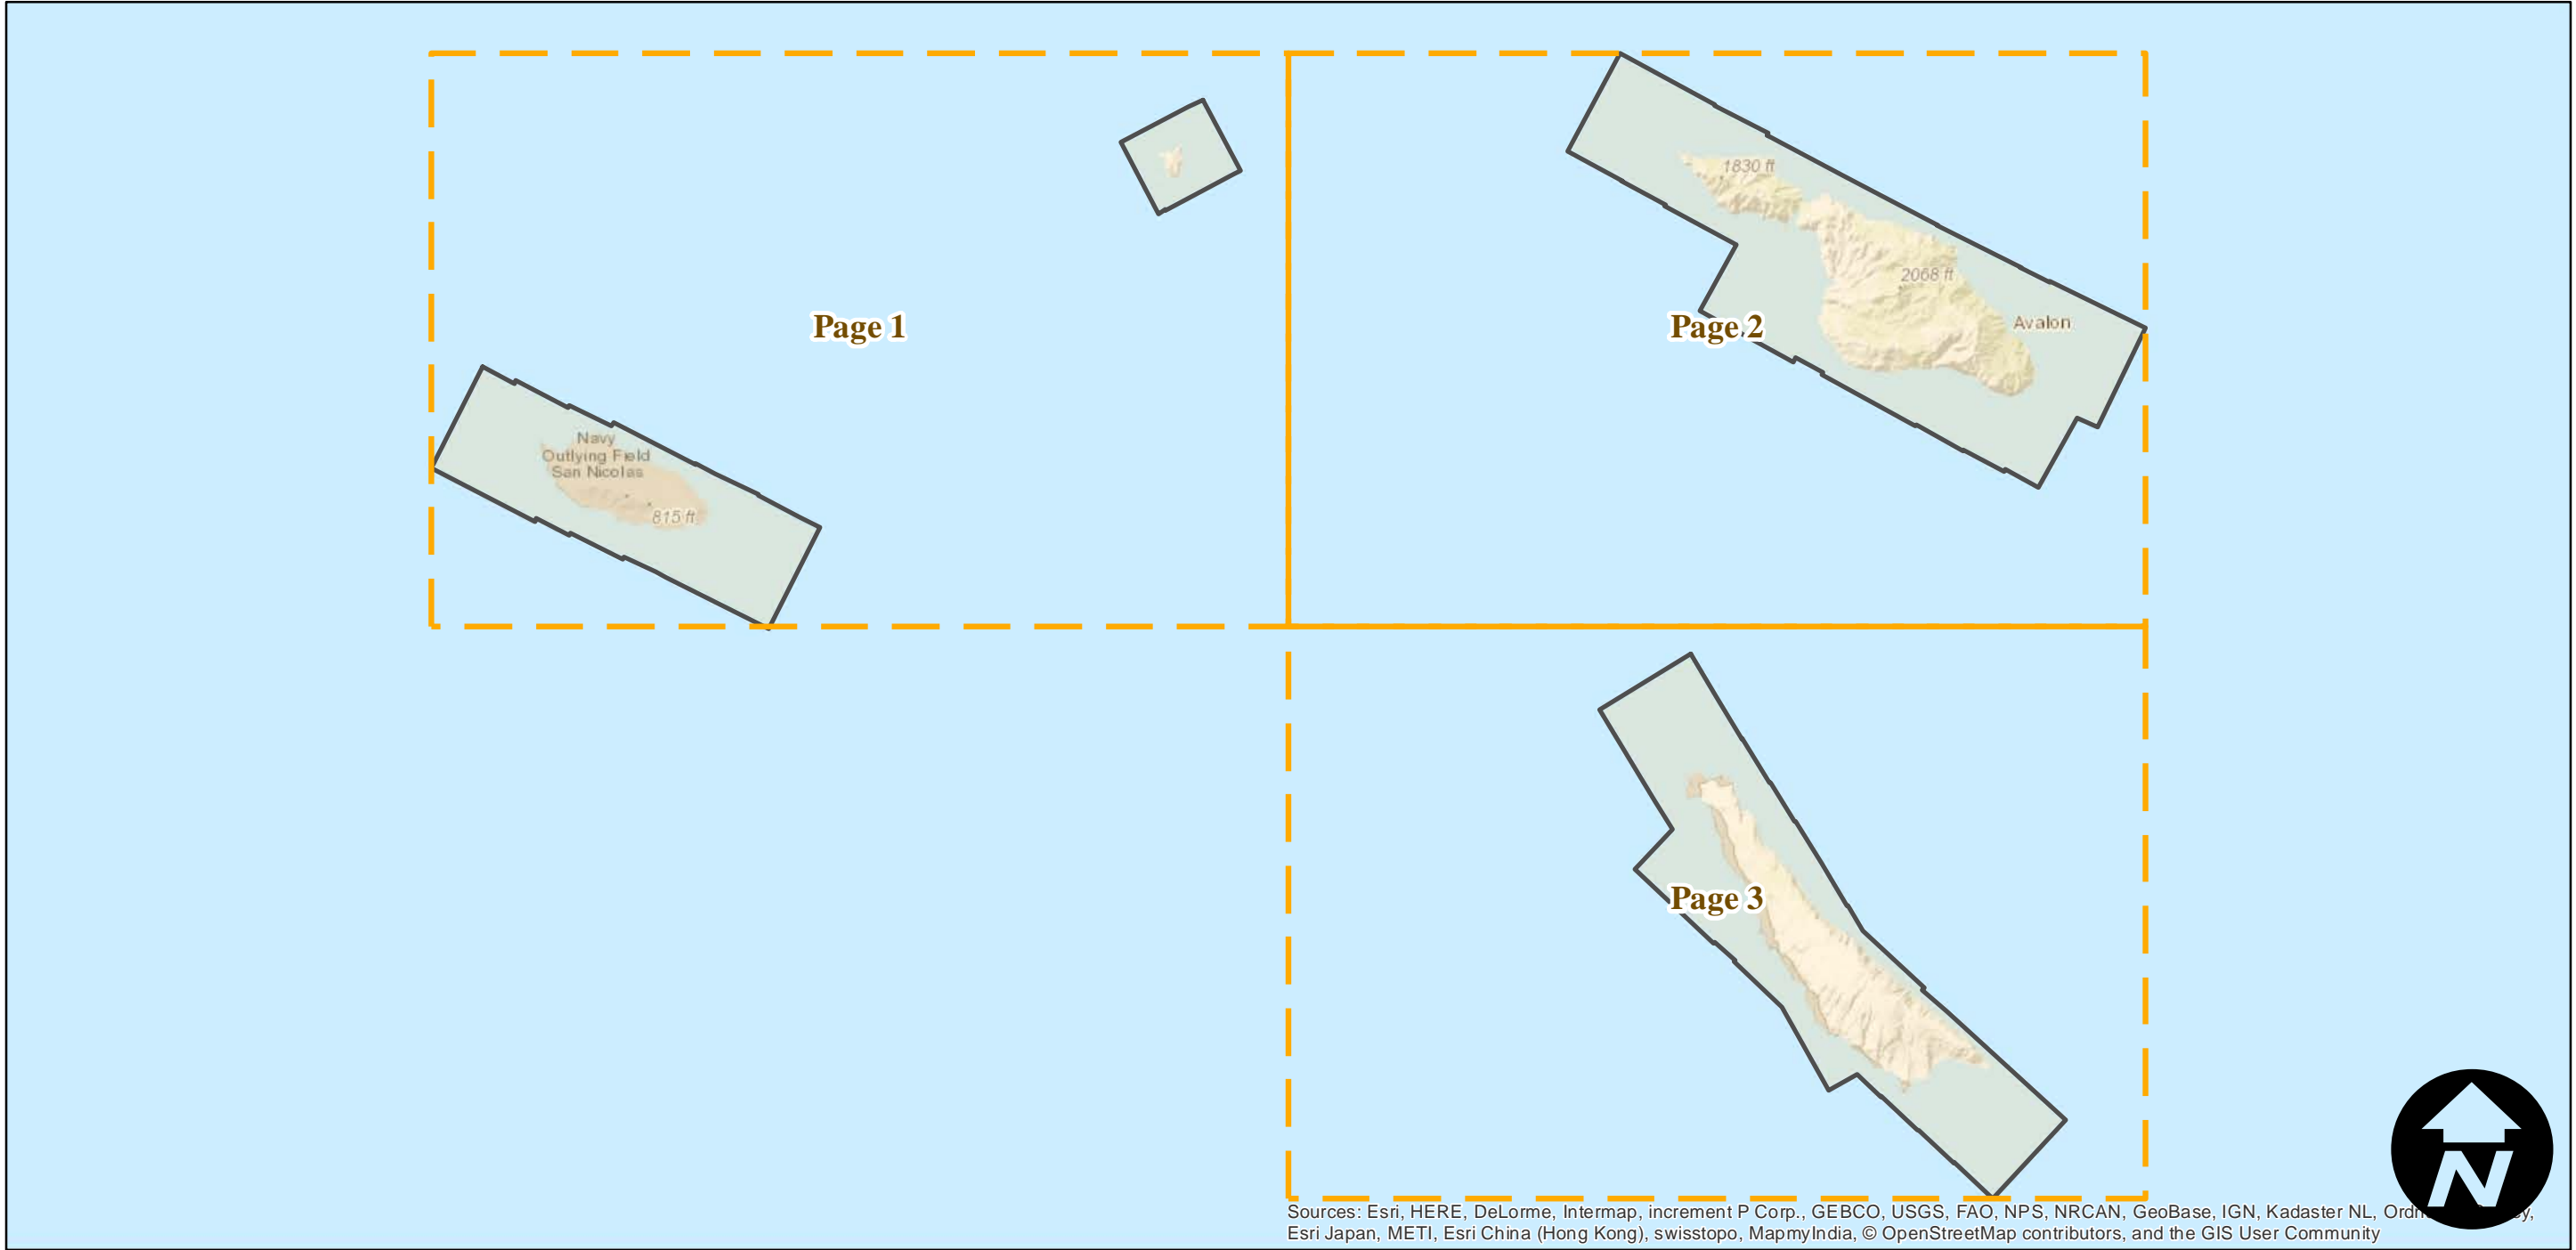 1830 ft
2068 ft
Page 1
Page 2
Avalon
Navy
Outlying Field
San Nicolas
815 ft
Page 3
N
Sources: Esri, HERE, DeLorme, Intermap, increment P Corp., GEBCO, USGS, FAO, NPS, NRCAN, GeoBase, IGN, Kadaster NL,
Esri Japan, METI, Esri China (Hong Kong), swisstopo, MapmyIndia, © OpenStreetMap contributors, and the GIS User Community